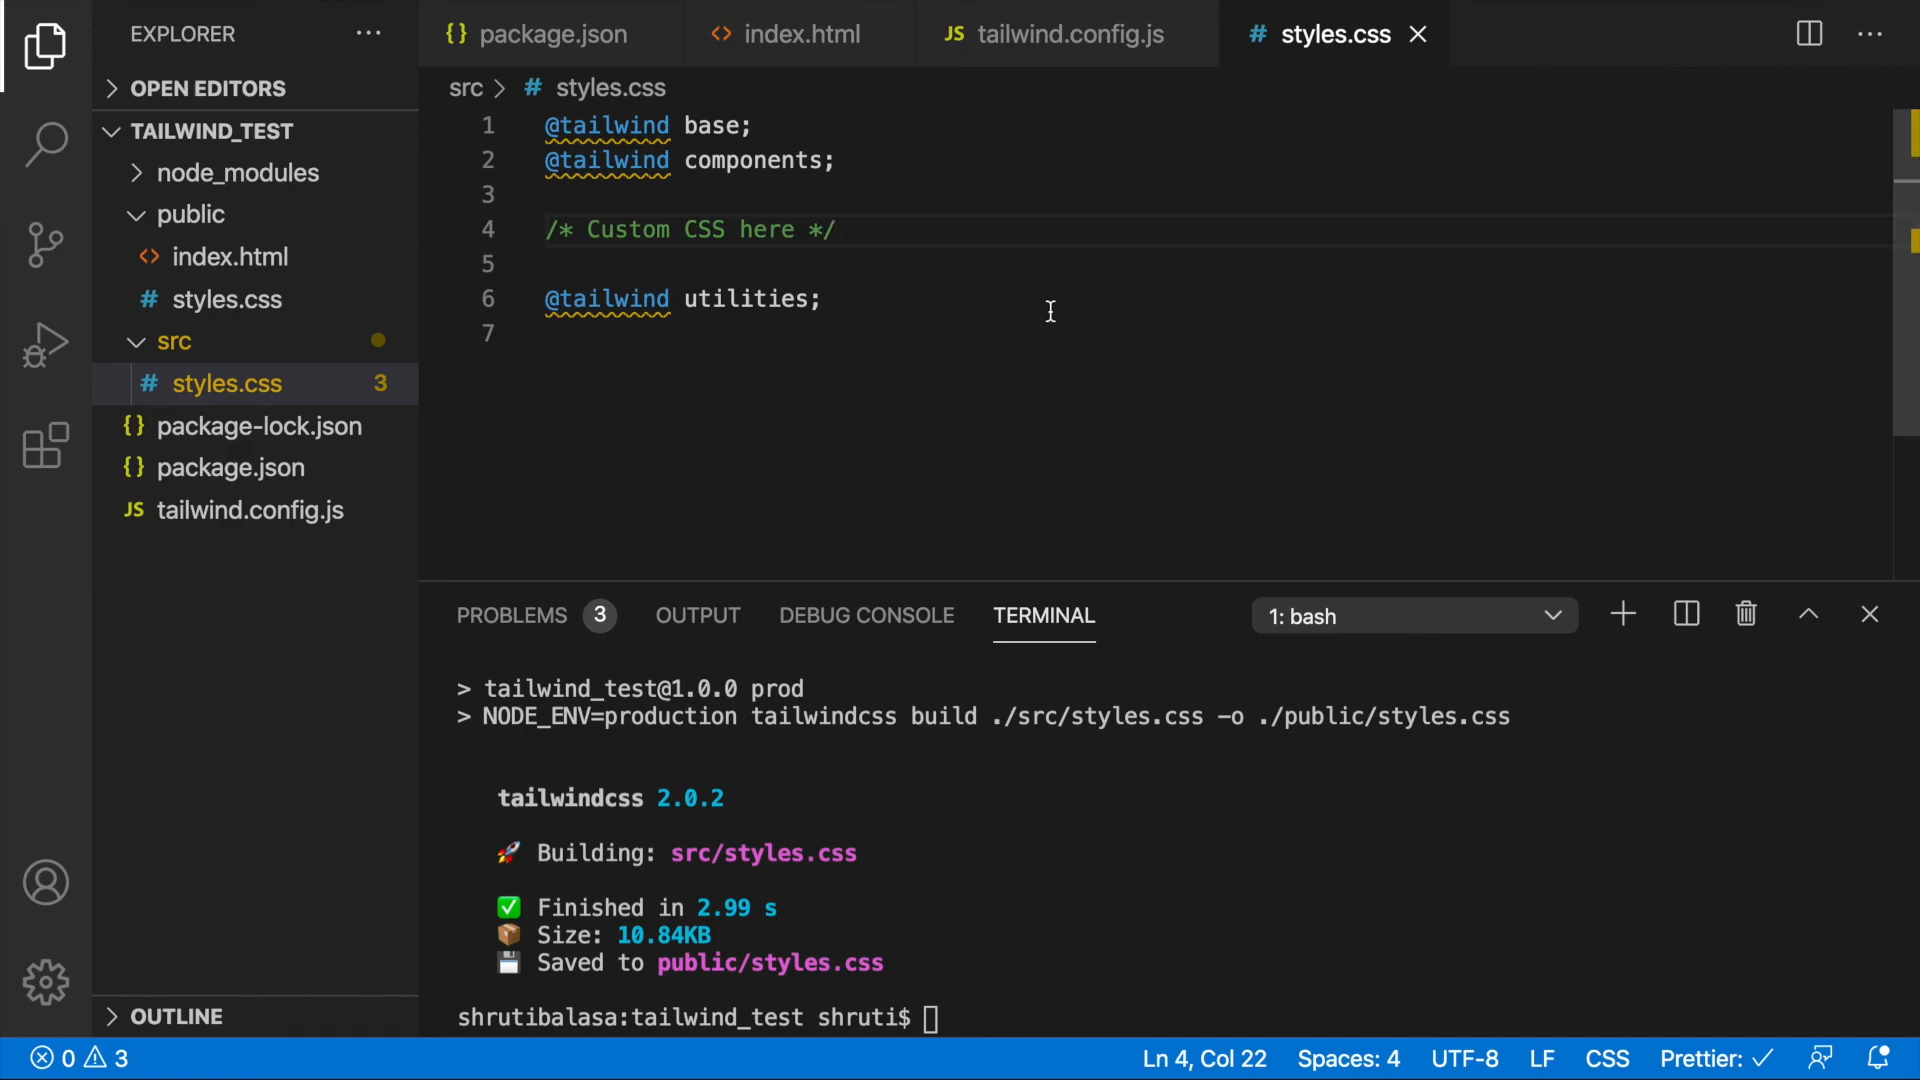 EXPLORER
OPEN EDITORS
TAILWIND_TEST
node_modules
public
<> index.html
# styles.css
src
# styles.css 3
{} package-lock.json
{} package.json
JS tailwind.config.js
OUTLINE
{} package.json <> index.html JS tailwind.config.js # styles.css
src > # styles.css
1 @tailwind base;
2 @tailwind components;
3
4 /* Custom CSS here */
5
6 @tailwind utilities;
7
PROBLEMS 3 OUTPUT DEBUG CONSOLE TERMINAL 1: bash
> tailwind_test@1.0.0 prod
> NODE_ENV=production tailwindcss build ./src/styles.css -o ./public/styles.css
tailwindcss 2.0.2
🚀 Building: src/styles.css
✅ Finished in 2.99 s
📦 Size: 10.84KB
💾 Saved to public/styles.css
shrutibalasa:tailwind_test shruti$
0 3 Ln 4, Col 22 Spaces: 4 UTF-8 LF CSS Prettier: ✓